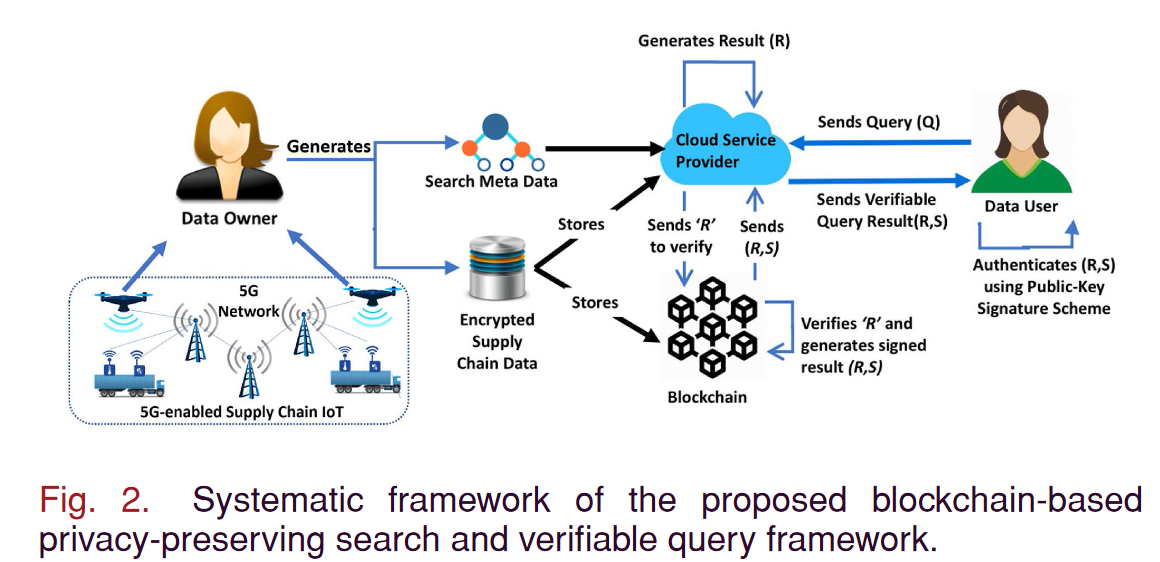 Generates Result (R)
Generates
Search Meta Data
Cloud Service
Provider
Sends Query (Q)
Sends Verifiable
Query Result(R,S)
Data Owner
Data User
Stores
Sends ‘R’
to verify
Sends
(R,S)
Authenticates (R,S)
using Public-Key
Signature Scheme
5G
Network
Stores
Encrypted
Supply
Chain Data
Verifies ‘R’ and
generates signed
result (R,S)
Blockchain
5G-enabled Supply Chain IoT
Fig. 2. Systematic framework of the proposed blockchain-based
privacy-preserving search and verifiable query framework.